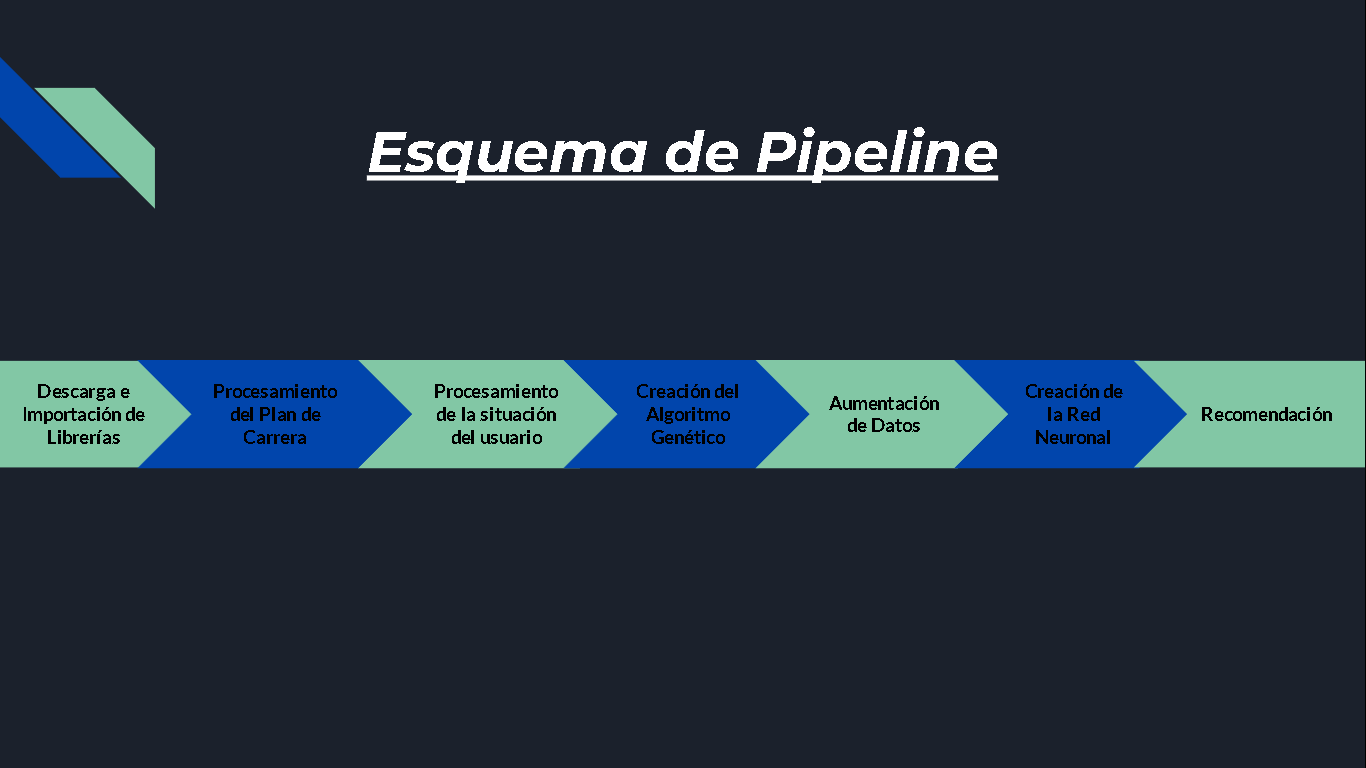 Esquema de Pipeline
Descarga e
Importación de
Librerías
Procesamiento
del Plan de
Carrera
Procesamiento
de la situación
del usuario
Creación del
Algoritmo
Genético
Aumentación
de Datos
Creación de
la Red
Neuronal
Recomendación